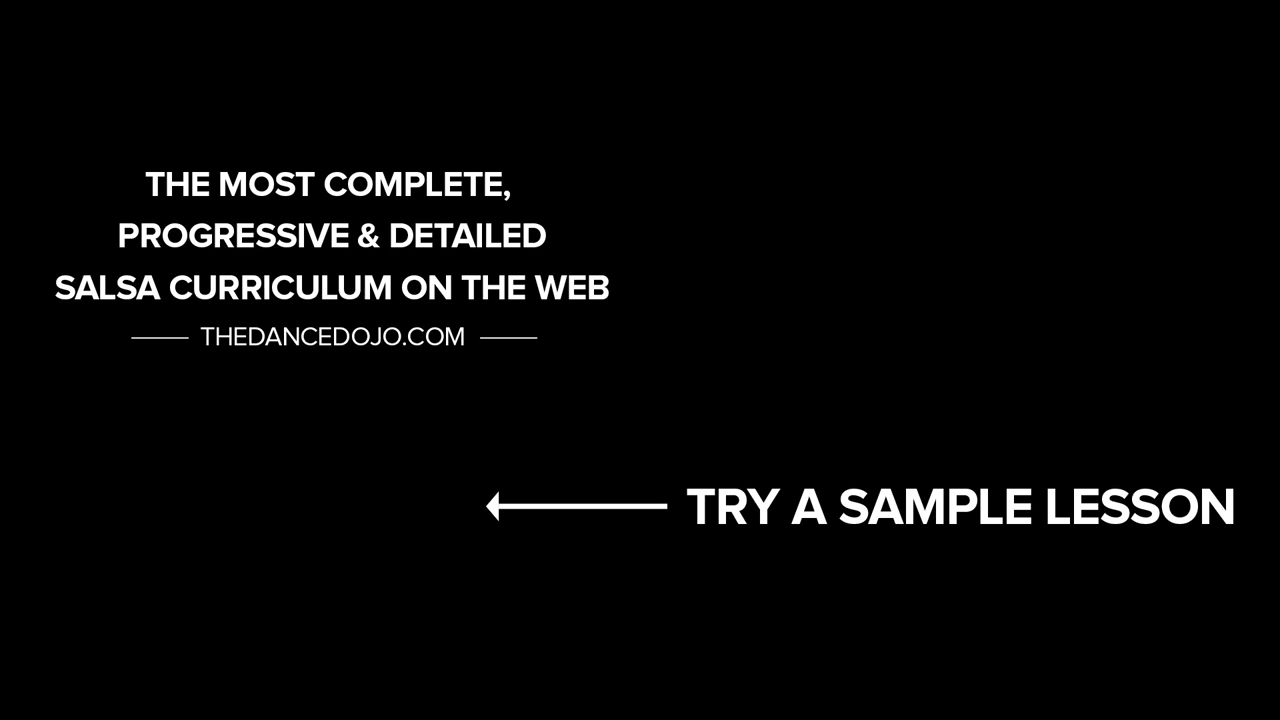 THE MOST COMPLETE,
PROGRESSIVE & DETAILED
SALSA CURRICULUM ON THE WEB
THEDANCEDOJO.COM
TRY A SAMPLE LESSON